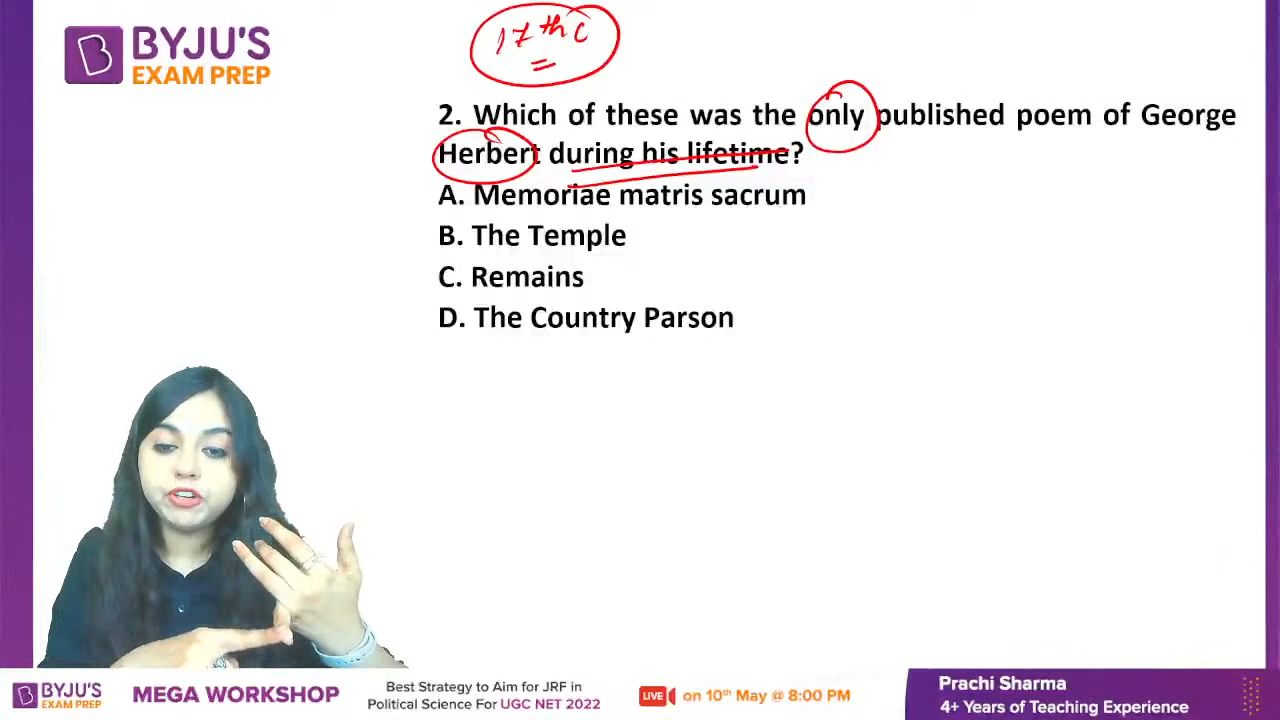 BYJU'S
EXAM PREP
17th C
2. Which of these was the only published poem of George
Herbert during his lifetime?
A. Memoriae matris sacrum
B. The Temple
C. Remains
D. The Country Parson
BYJU'S
EXAM PREP
MEGA WORKSHOP
Best Strategy to Aim for JRF in
Political Science For UGC NET 2022
LIVE on 10th May @ 8:00 PM
Prachi Sharma
4+ Years of Teaching Experience